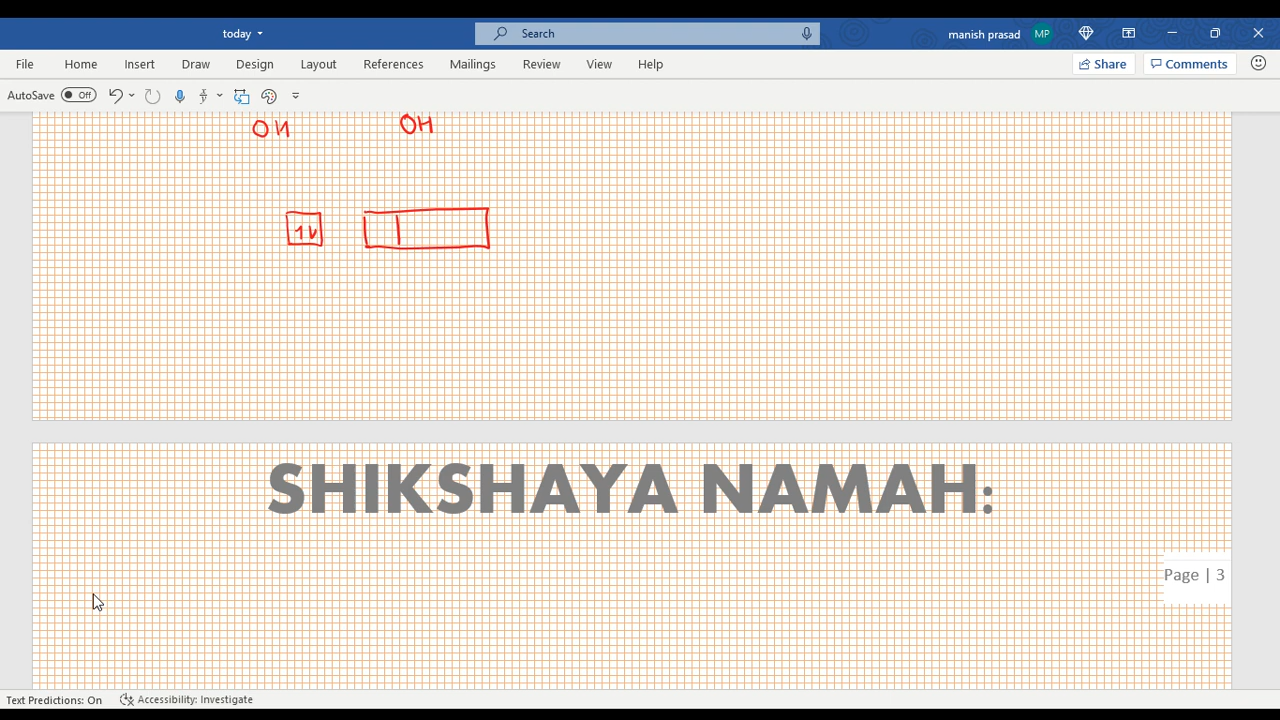 today
Search
manish prasad MP
File Home Insert Draw Design Layout References Mailings Review View Help Share Comments
AutoSave Off
OH OH
1
SHIKSHAYA NAMAH:
Page | 3
Text Predictions: On Accessibility: Investigate